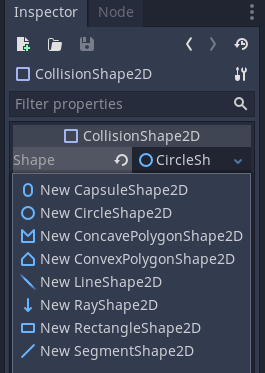 Inspector Node
CollisionShape2D
Filter properties
CollisionShape2D
Shape CircleSh
New CapsuleShape2D
New CircleShape2D
New ConcavePolygonShape2D
New ConvexPolygonShape2D
New LineShape2D
New RayShape2D
New RectangleShape2D
New SegmentShape2D